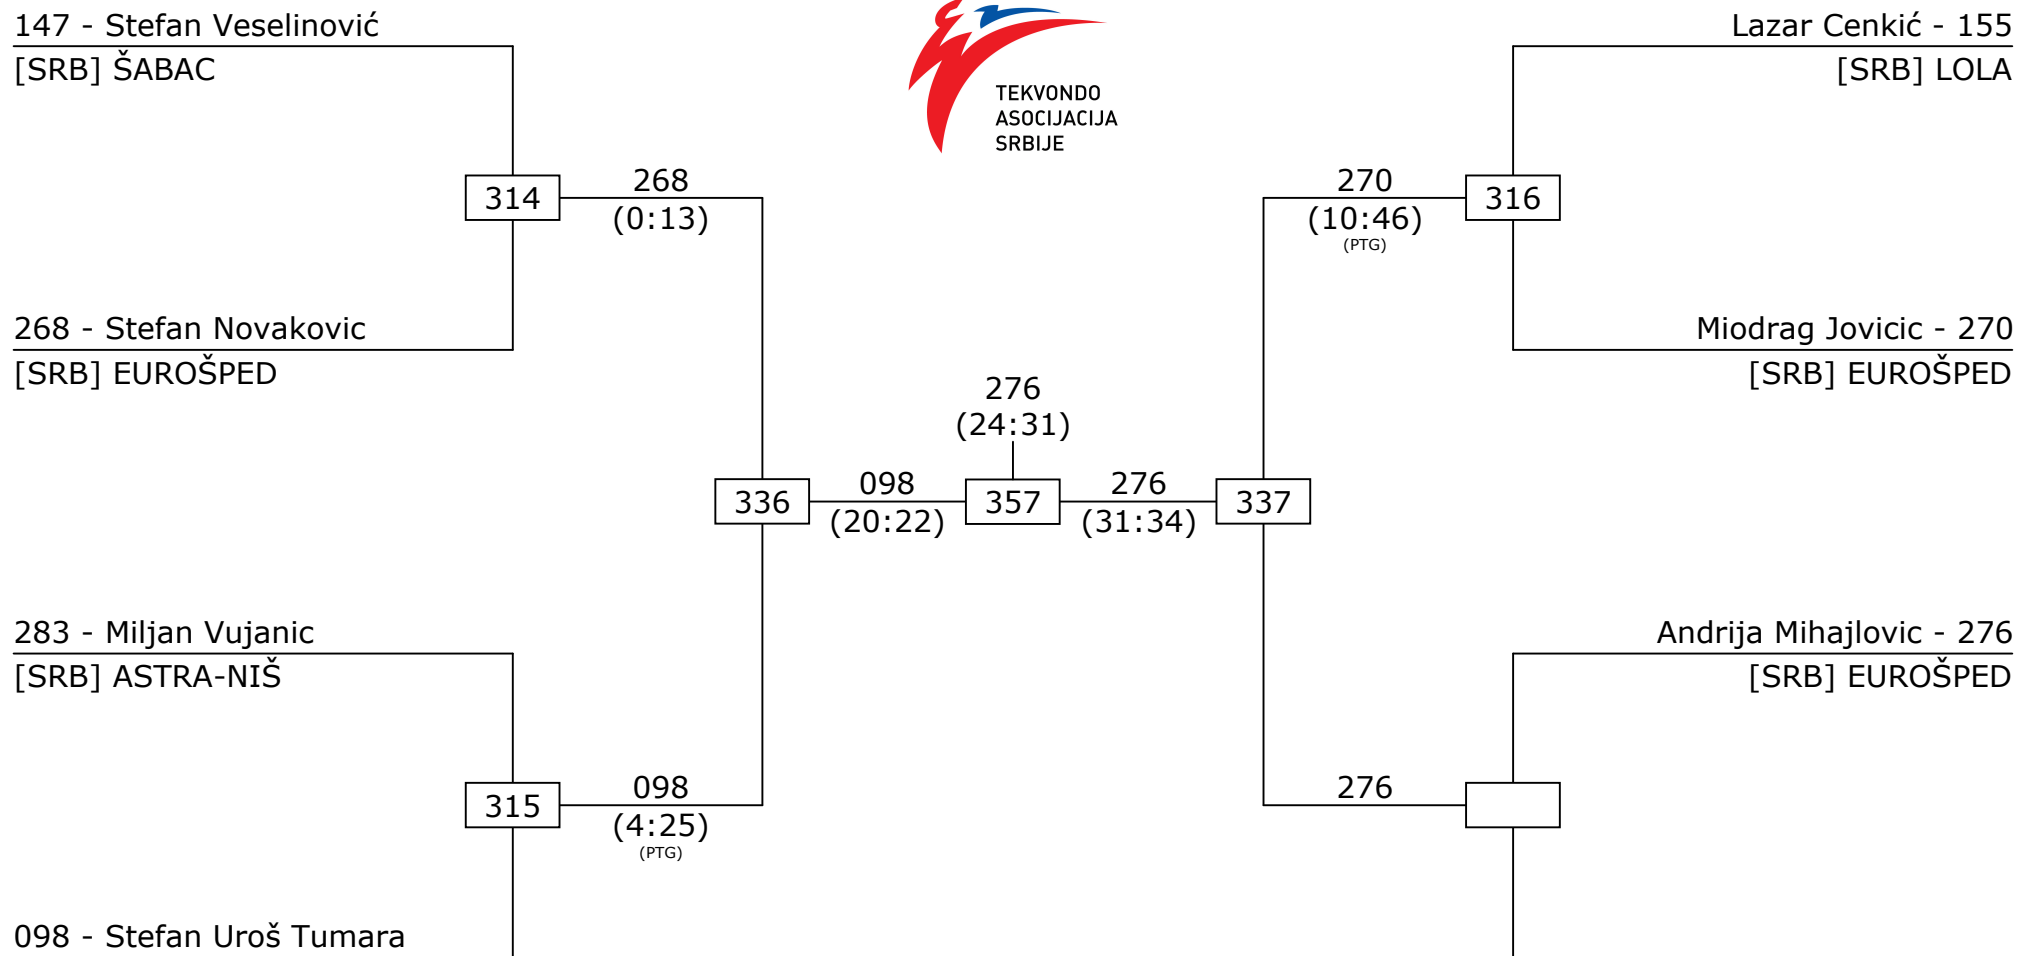 147 - Stefan Veselinović
[SRB] ŠABAC
TEKVONDO
ASOCIJACIJA
SRBIJE
Lazar Cenkić - 155
[SRB] LOLA
314
268
(0:13)
270
(10:46)
(PTG)
316
268 - Stefan Novakovic
[SRB] EUROŠPED
Miodrag Jovicic - 270
[SRB] EUROŠPED
276
(24:31)
336
098
(20:22)
357
276
(31:34)
337
283 - Miljan Vujanic
[SRB] ASTRA-NIŠ
Andrija Mihajlovic - 276
[SRB] EUROŠPED
315
098
(4:25)
(PTG)
276
098 - Stefan Uroš Tumara